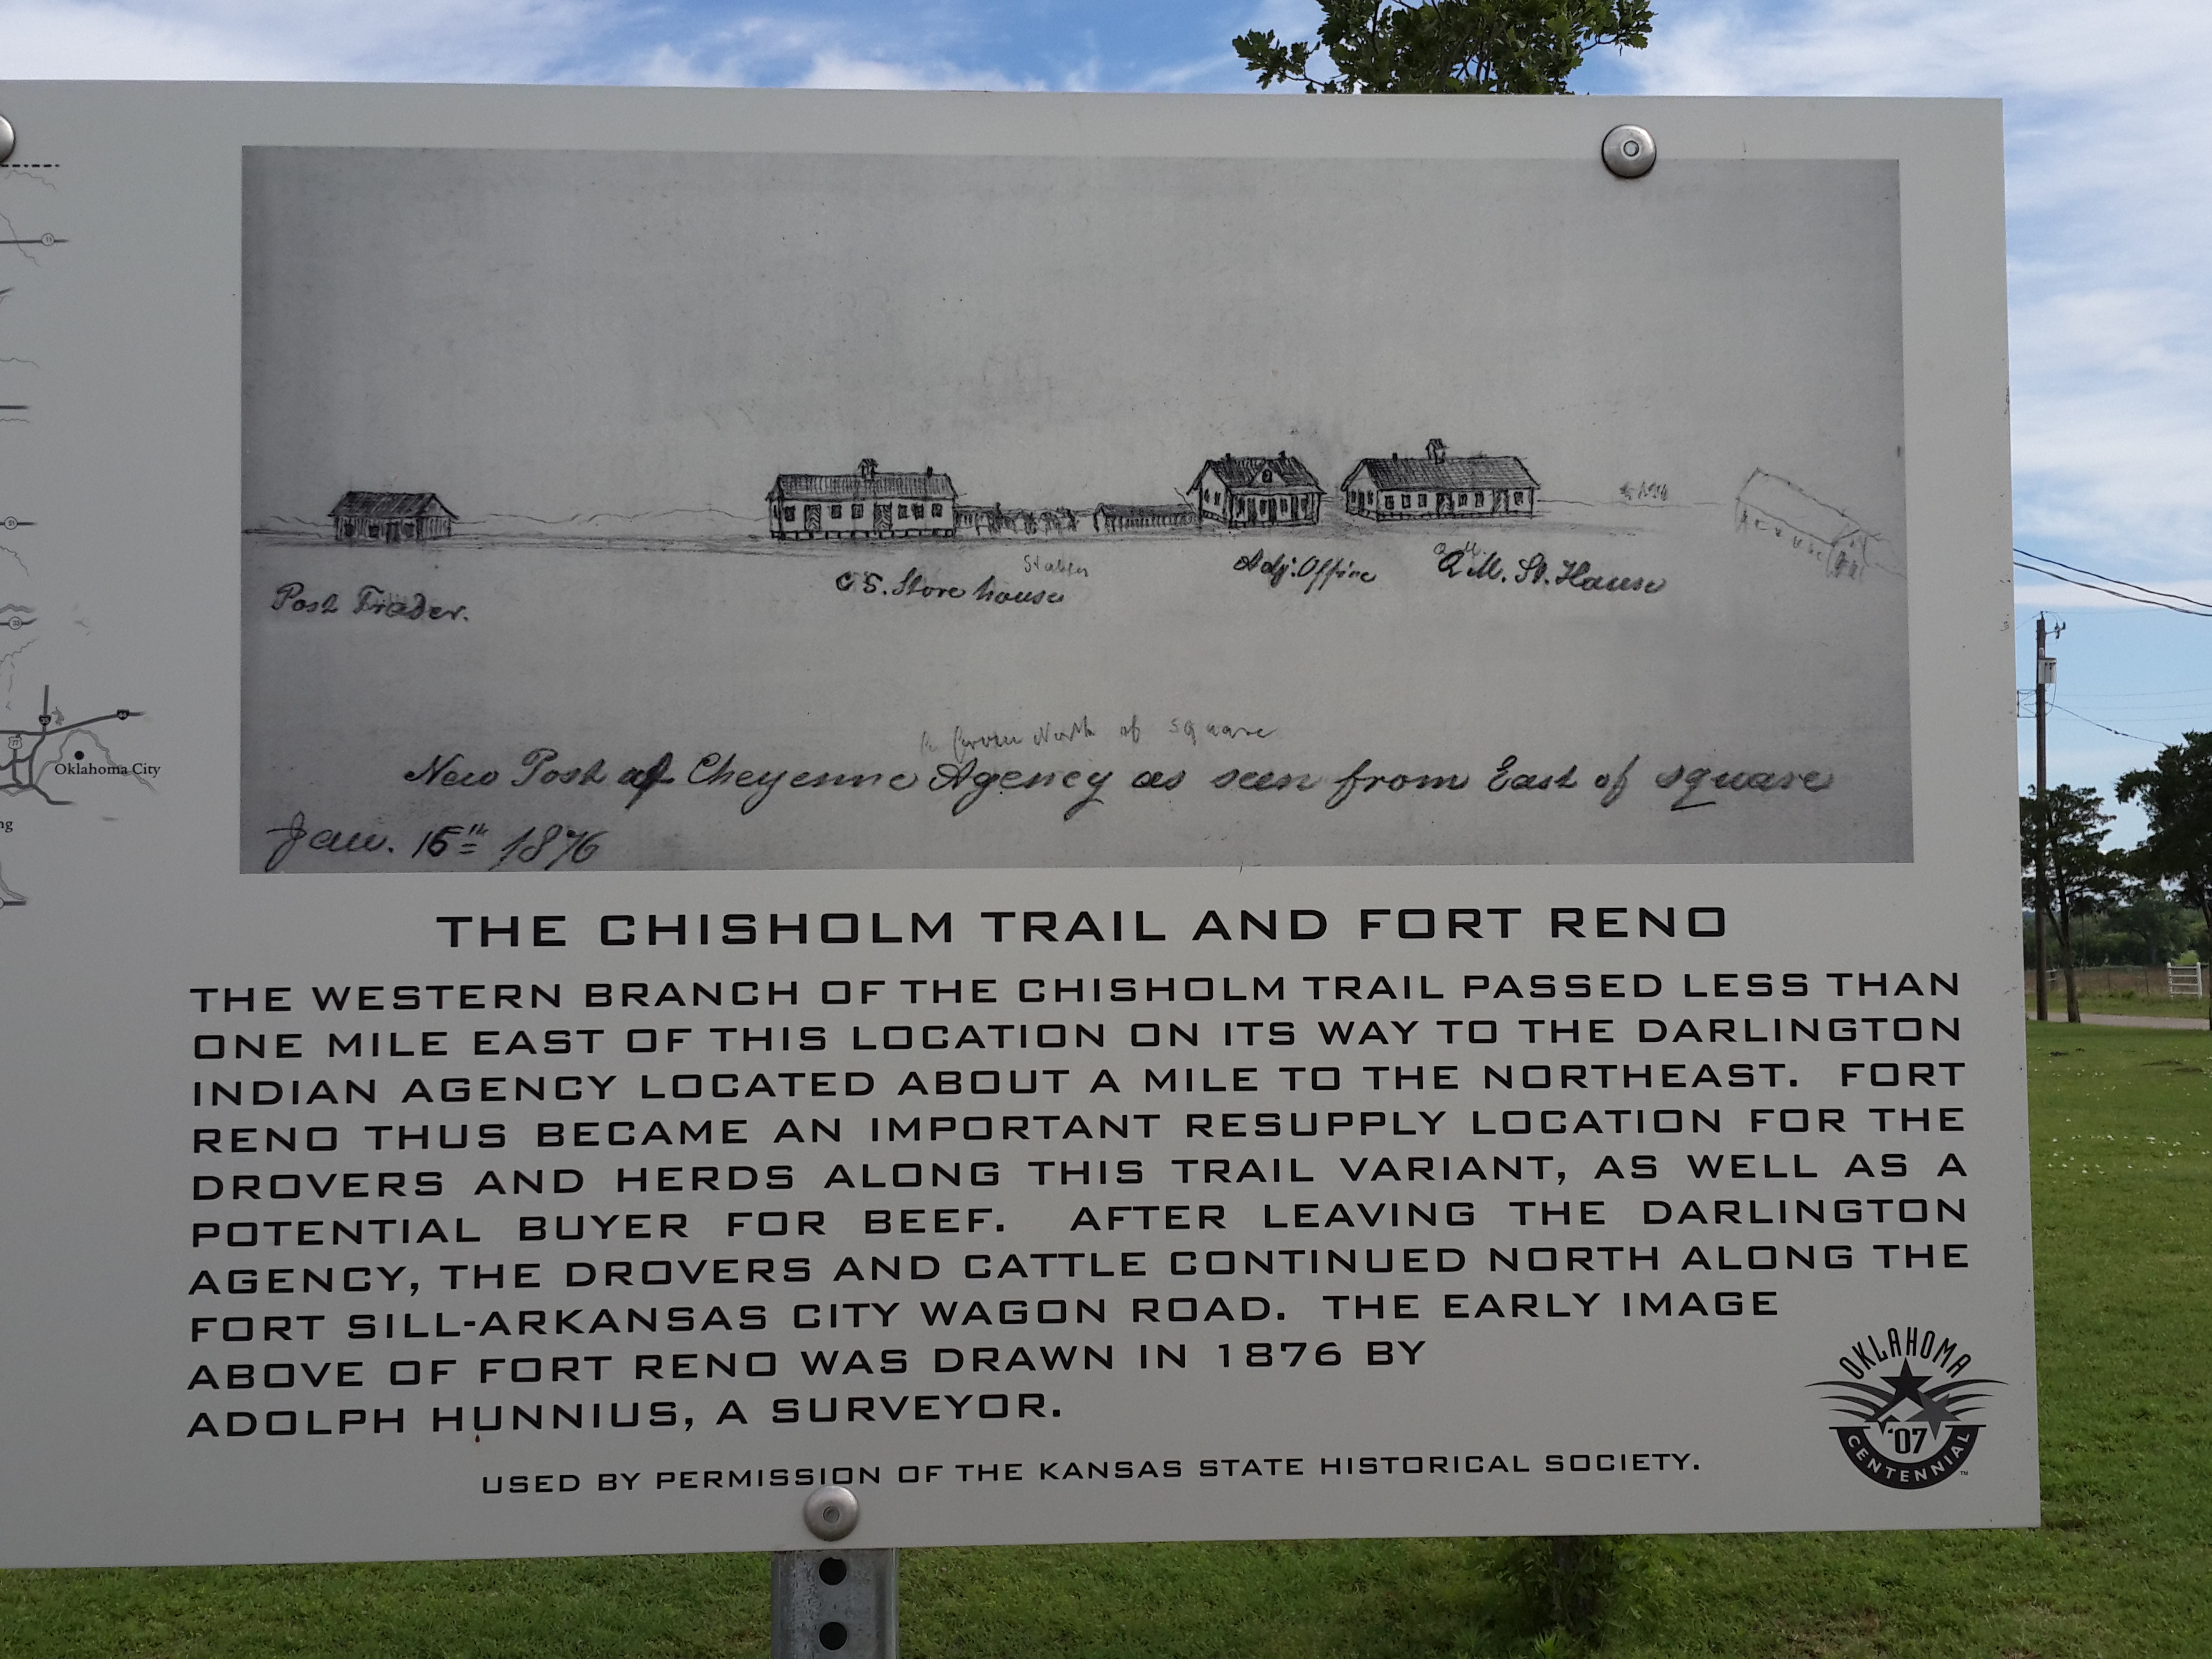 Post Trader.
C S. Store house
Stables
Adj. Office
Q. M. St. House
from North of square
New Post at Cheyenne Agency as seen from East of square
Jan. 15th 1876
THE CHISHOLM TRAIL AND FORT RENO
THE WESTERN BRANCH OF THE CHISHOLM TRAIL PASSED LESS THAN
ONE MILE EAST OF THIS LOCATION ON ITS WAY TO THE DARLINGTON
INDIAN AGENCY LOCATED ABOUT A MILE TO THE NORTHEAST. FORT
RENO THUS BECAME AN IMPORTANT RESUPPLY LOCATION FOR THE
DROVERS AND HERDS ALONG THIS TRAIL VARIANT, AS WELL AS A
POTENTIAL BUYER FOR BEEF. AFTER LEAVING THE DARLINGTON
AGENCY, THE DROVERS AND CATTLE CONTINUED NORTH ALONG THE
FORT SILL-ARKANSAS CITY WAGON ROAD. THE EARLY IMAGE
ABOVE OF FORT RENO WAS DRAWN IN 1876 BY
ADOLPH HUNNIUS, A SURVEYOR.
USED BY PERMISSION OF THE KANSAS STATE HISTORICAL SOCIETY.
OKLAHOMA
'07
CENTENNIAL
TM
Oklahoma City
ng